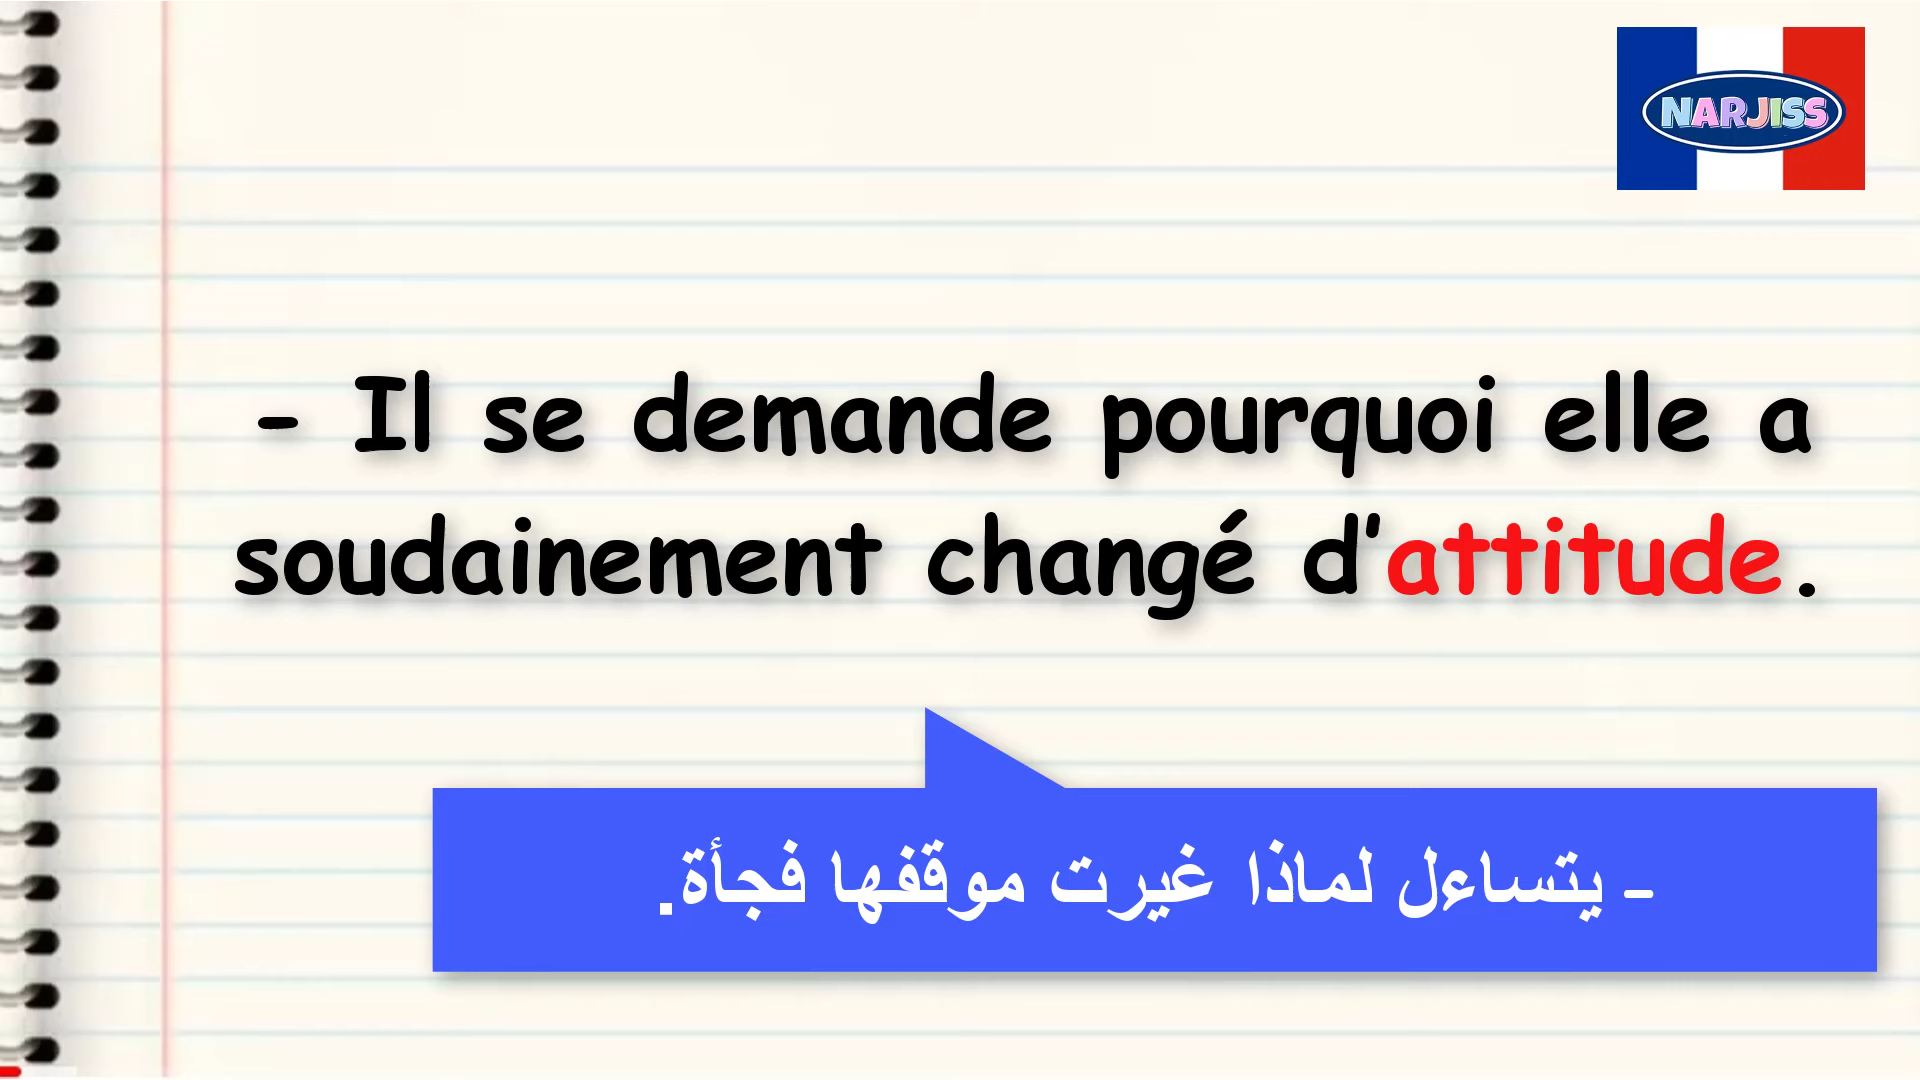 NARJISS
- Il se demande pourquoi elle a
soudainement changé d'attitude.
- يتساءل لماذا غيرت موقفها فجأة.